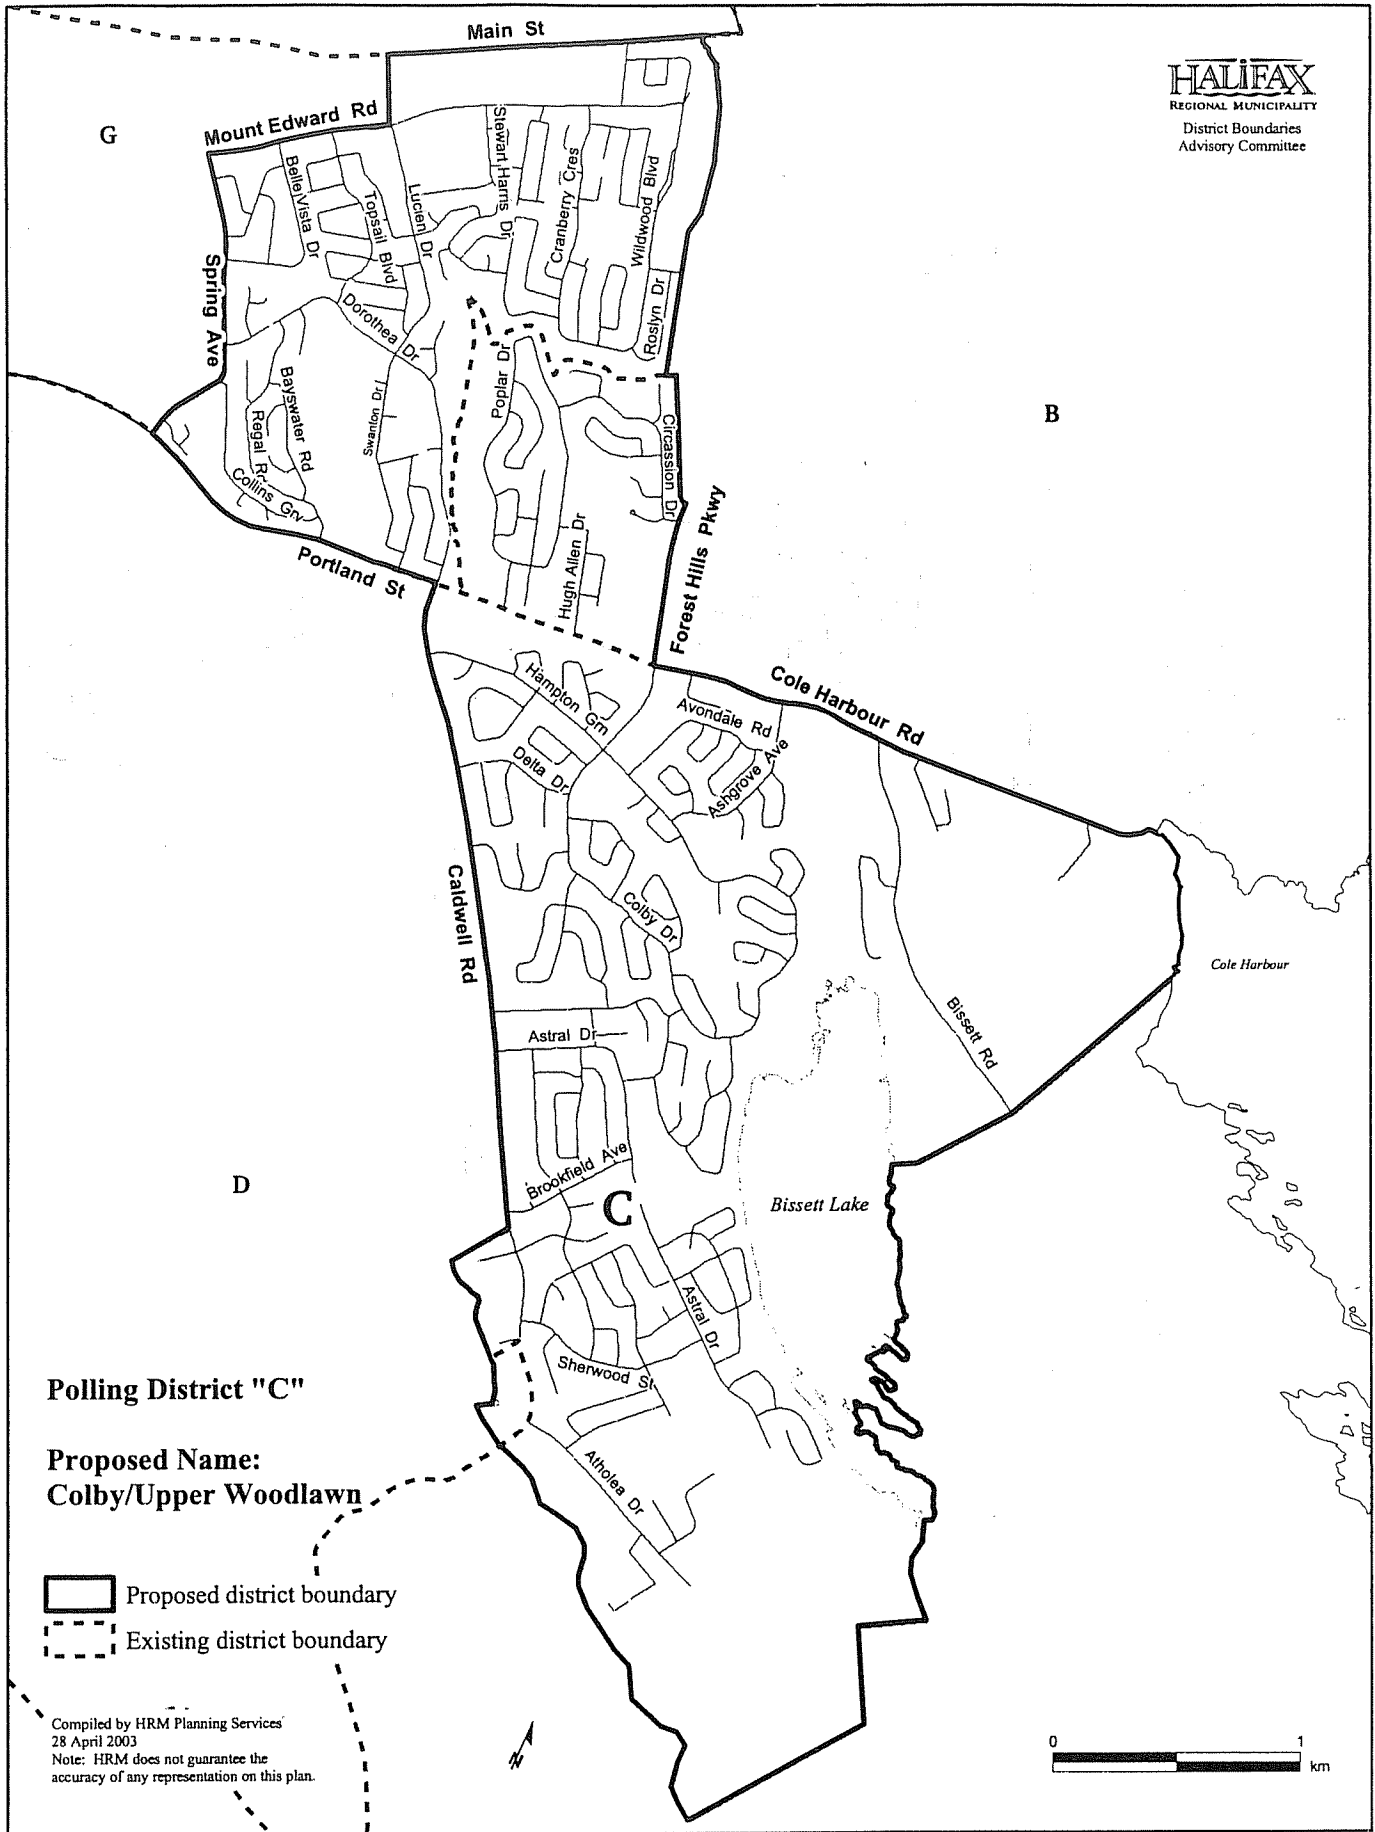 Main St
HALIFAX
REGIONAL MUNICIPALITY
District Boundaries
Advisory Committee
G
Mount Edward Rd
Belle Vista Dr
Topsail Blvd
Lucien Dr
Stewart Harris Dr
Cranberry Cres
Wildwood Blvd
Spring Ave
Dorothea Dr
Roslyn Dr
Bayswater Rd
Regal Rd
Collins Grv
Swanton Dr
Poplar Dr
Circassion Dr
B
Portland St
Hugh Allen Dr
Forest Hills Pkwy
Hampton Grn
Cole Harbour Rd
Avondale Rd
Delta Dr
Ashgrove Ave
Caldwell Rd
Colby Dr
Cole Harbour
Astral Dr
Bissett Rd
Brookfield Ave
D
C
Bissett Lake
Astral Dr
Sherwood St
Polling District "C"
Proposed Name:
Colby/Upper Woodlawn
Atholea Dr
Proposed district boundary
Existing district boundary
Compiled by HRM Planning Services
28 April 2003
Note: HRM does not guarantee the
accuracy of any representation on this plan.
N
0 1
km